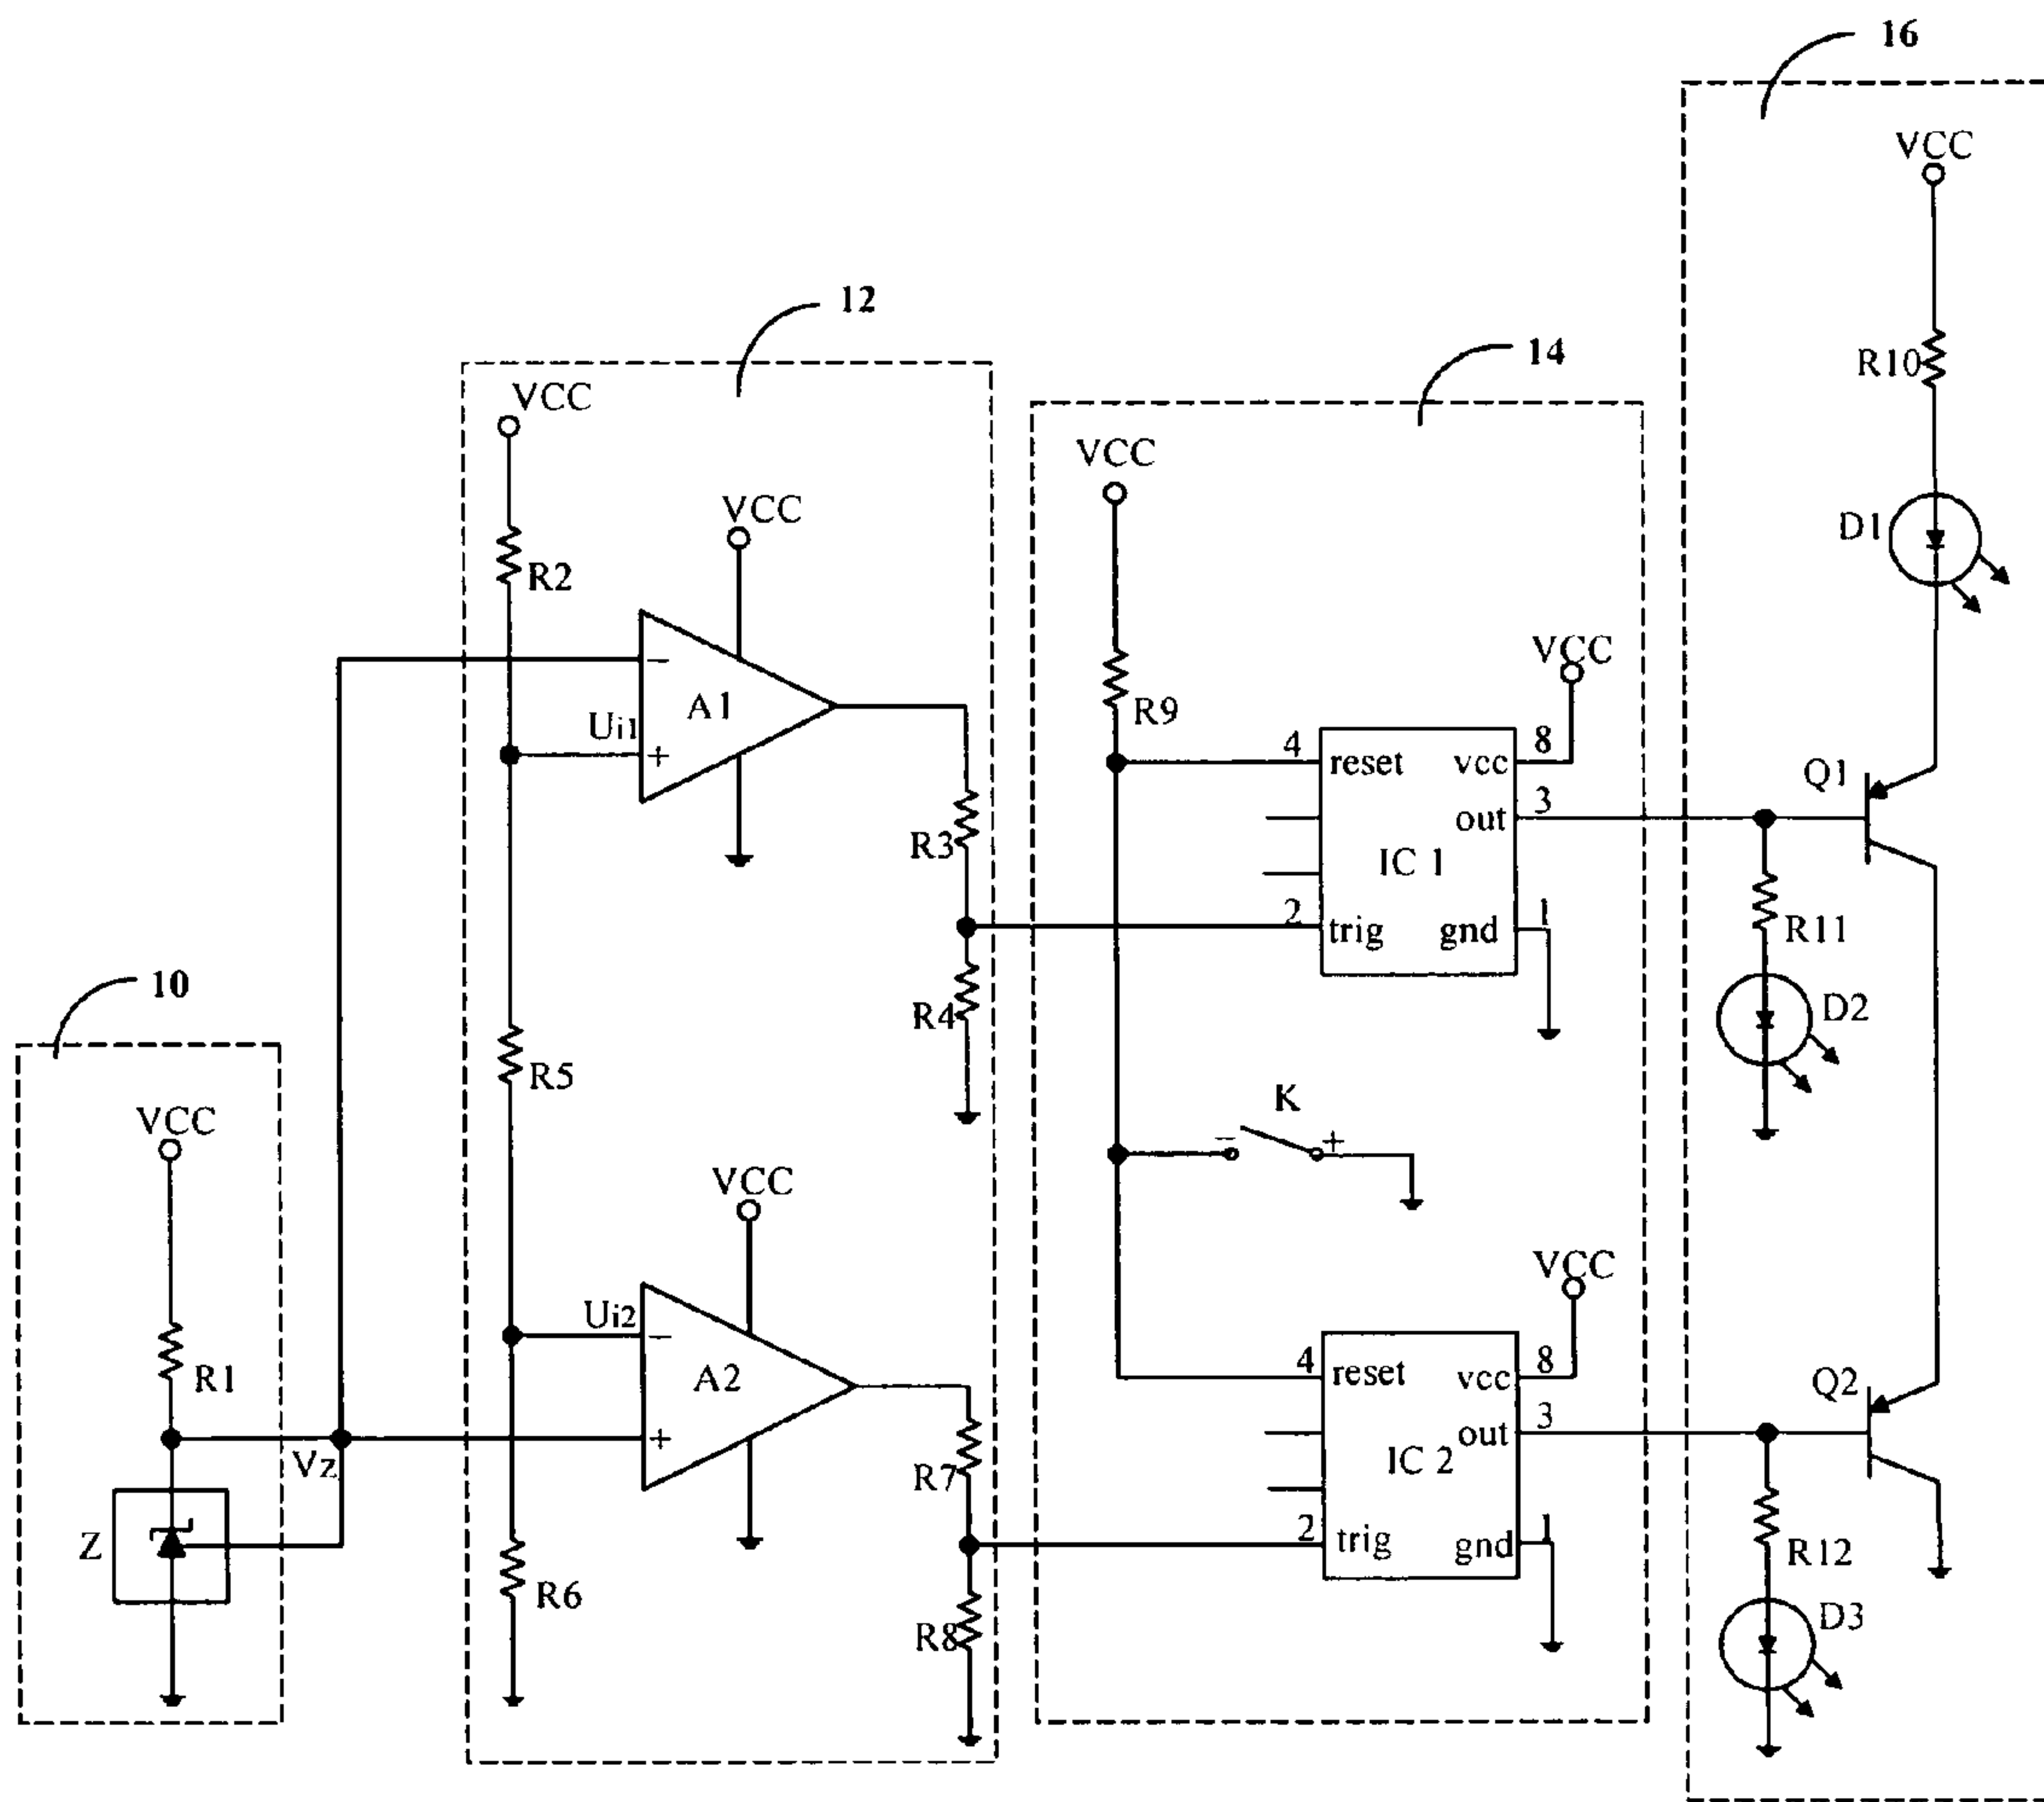 16
VCC
R10
D1
12
14
VCC
VCC
VCC
R2
VCC
R9
A1
Ui1
−
+
4
reset
vcc
8
Q1
out
3
R3
IC 1
2
trig
gnd
1
R11
R4
D2
10
R5
K
−
+
VCC
VCC
VCC
Ui2
−
A2
+
4
reset
vcc
8
Q2
R1
out
3
IC 2
Vz
R7
2
trig
gnd
1
R12
Z
R6
R8
D3